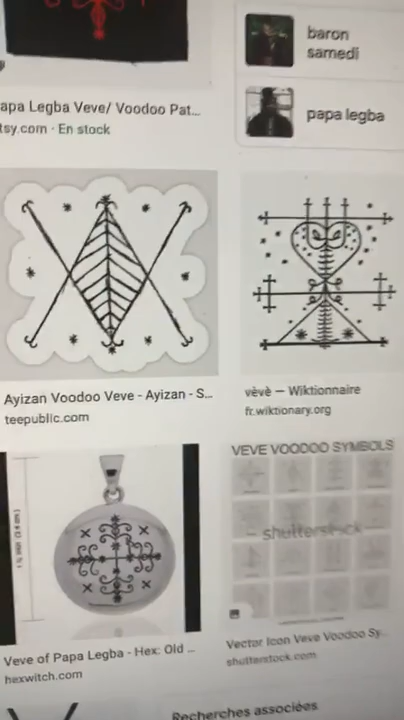 baron
samedi
apa Legba Veve/ Voodoo Pat...
tsy.com · En stock
papa legba
Ayizan Voodoo Veve - Ayizan - S...
teepublic.com
vèvè — Wiktionnaire
fr.wiktionary.org
VEVE VOODOO SYMBOLS
shutterstock
Veve of Papa Legba - Hex: Old ...
hexwitch.com
Vector Icon Veve Voodoo Sy...
shutterstock.com
Recherches associées